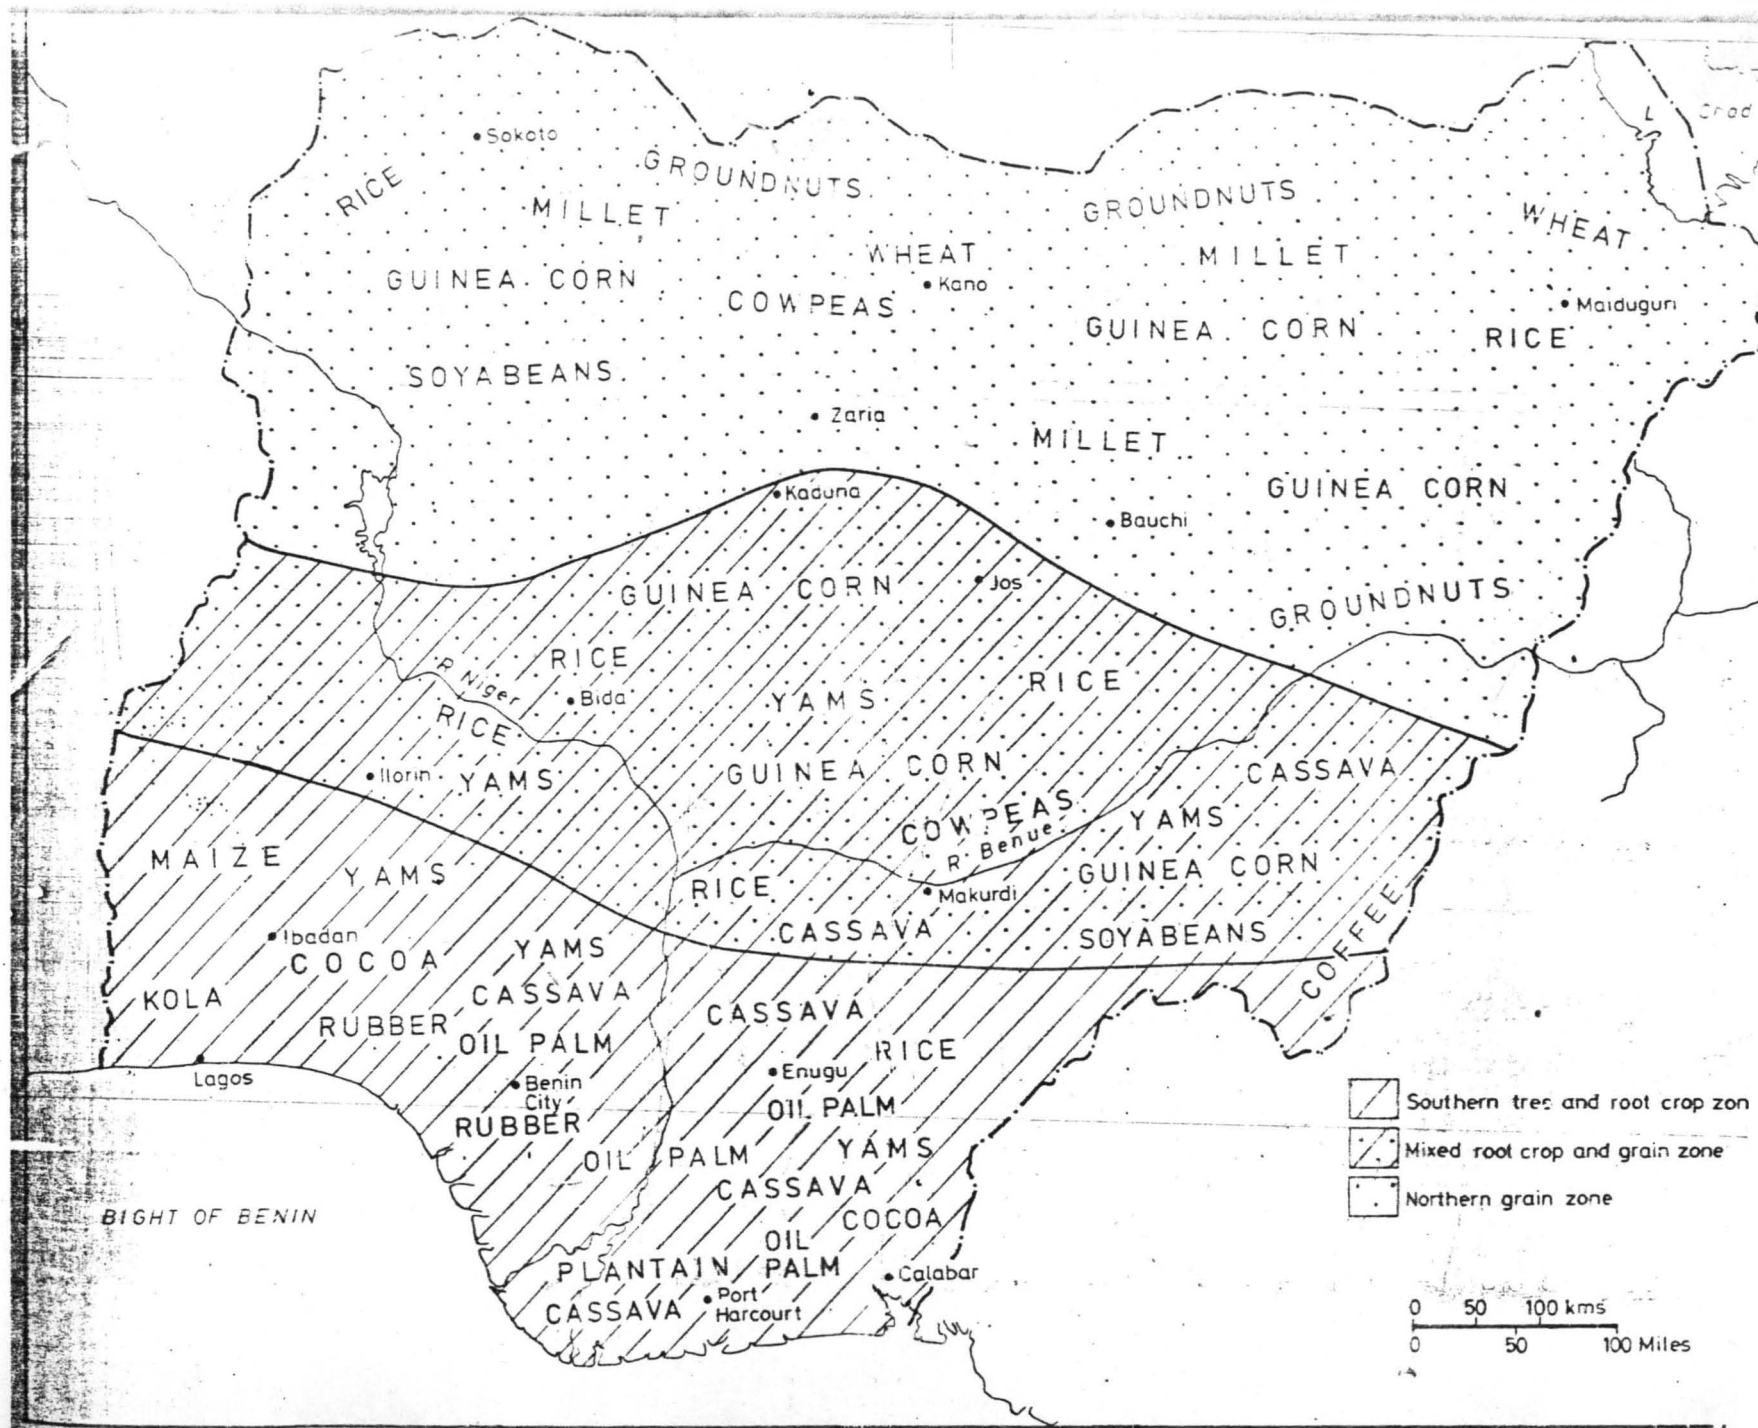 Sokoto
RICE
GROUNDNUTS
MILLET
GROUNDNUTS
WHEAT
L
WHEAT
MILLET
GUINEA CORN
Kano
COWPEAS
Maiduguri
GUINEA CORN
RICE
SOYABEANS
Zaria
MILLET
Kaduna
GUINEA CORN
Bauchi
GUINEA CORN
Jos
GROUNDNUTS
RICE
R Niger
Bida
YAMS
RICE
RICE
Ilorin
YAMS
GUINEA CORN
CASSAVA
COWPEAS
R. Benue
YAMS
MAIZE
YAMS
RICE
Makurdi
GUINEA CORN
CASSAVA
SOYABEANS
COFFEE
Ibadan
COCOA
YAMS
KOLA
CASSAVA
CASSAVA
RUBBER
OIL PALM
RICE
Lagos
Benin
City
Enugu
RUBBER
OIL PALM
OIL PALM
YAMS
CASSAVA
COCOA
BIGHT OF BENIN
OIL
PALM
PLANTAIN
Calabar
CASSAVA
Port
Harcourt
Southern tree and root crop zon
Mixed root crop and grain zone
Northern grain zone
0 50 100 kms
0 50 100 Miles